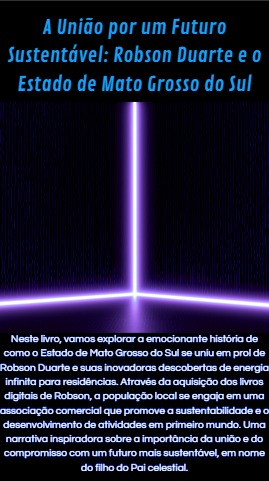 A União por um Futuro
Sustentável: Robson Duarte e o
Estado de Mato Grosso do Sul
Neste livro, vamos explorar a emocionante história de
como o Estado de Mato Grosso do Sul se uniu em prol de
Robson Duarte e suas inovadoras descobertas de energia
infinita para residências. Através da aquisição dos livros
digitais de Robson, a população local se engaja em uma
associação comercial que promove a sustentabilidade e o
desenvolvimento de atividades em primeiro mundo. Uma
narrativa inspiradora sobre a importância da união e do
compromisso com um futuro mais sustentável, em nome
do filho do Pai celestial.